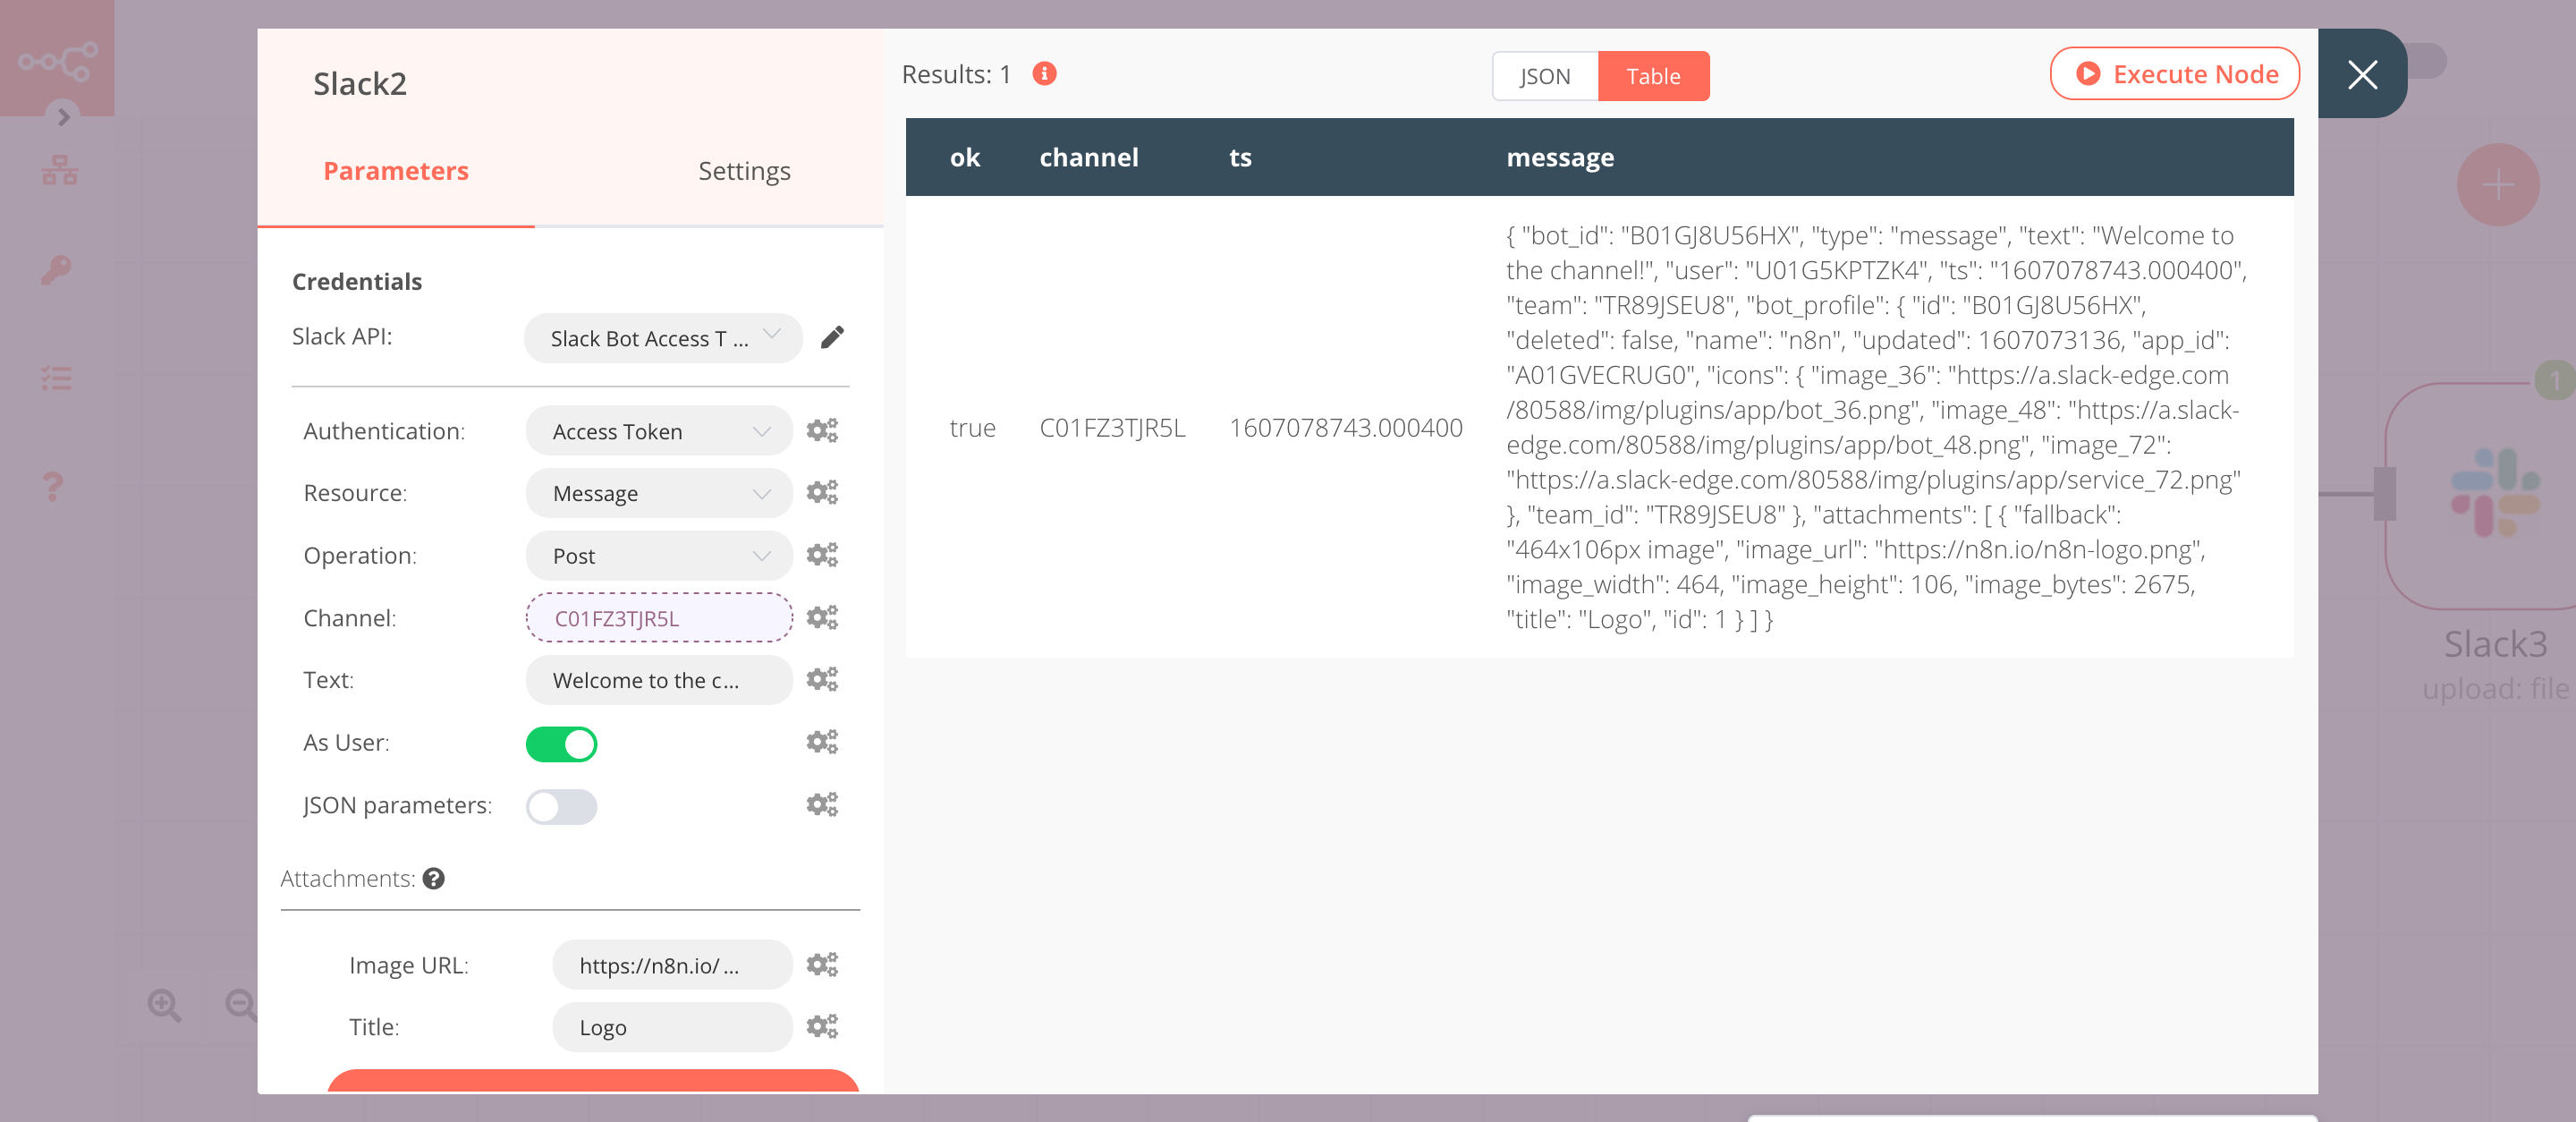 Slack2
Parameters
Settings
Credentials
Slack API:
Slack Bot Access T ...
Authentication:
Access Token
Resource:
Message
Operation:
Post
Channel:
C01FZ3TJR5L
Text:
Welcome to the c...
As User:
JSON parameters:
Attachments:
Image URL:
https://n8n.io/ ...
Title:
Logo
Results: 1
JSON
Table
Execute Node
ok channel ts message
true C01FZ3TJR5L 1607078743.000400
{ "bot_id": "B01GJ8U56HX", "type": "message", "text": "Welcome to
the channel!", "user": "U01G5KPTZK4", "ts": "1607078743.000400",
"team": "TR89JSEU8", "bot_profile": { "id": "B01GJ8U56HX",
"deleted": false, "name": "n8n", "updated": 1607073136, "app_id":
"A01GVECRUG0", "icons": { "image_36": "https://a.slack-edge.com
/80588/img/plugins/app/bot_36.png", "image_48": "https://a.slack-
edge.com/80588/img/plugins/app/bot_48.png", "image_72":
"https://a.slack-edge.com/80588/img/plugins/app/service_72.png"
}, "team_id": "TR89JSEU8" }, "attachments": [ { "fallback":
"464x106px image", "image_url": "https://n8n.io/n8n-logo.png",
"image_width": 464, "image_height": 106, "image_bytes": 2675,
"title": "Logo", "id": 1 } ] }
1
Slack3
upload: file